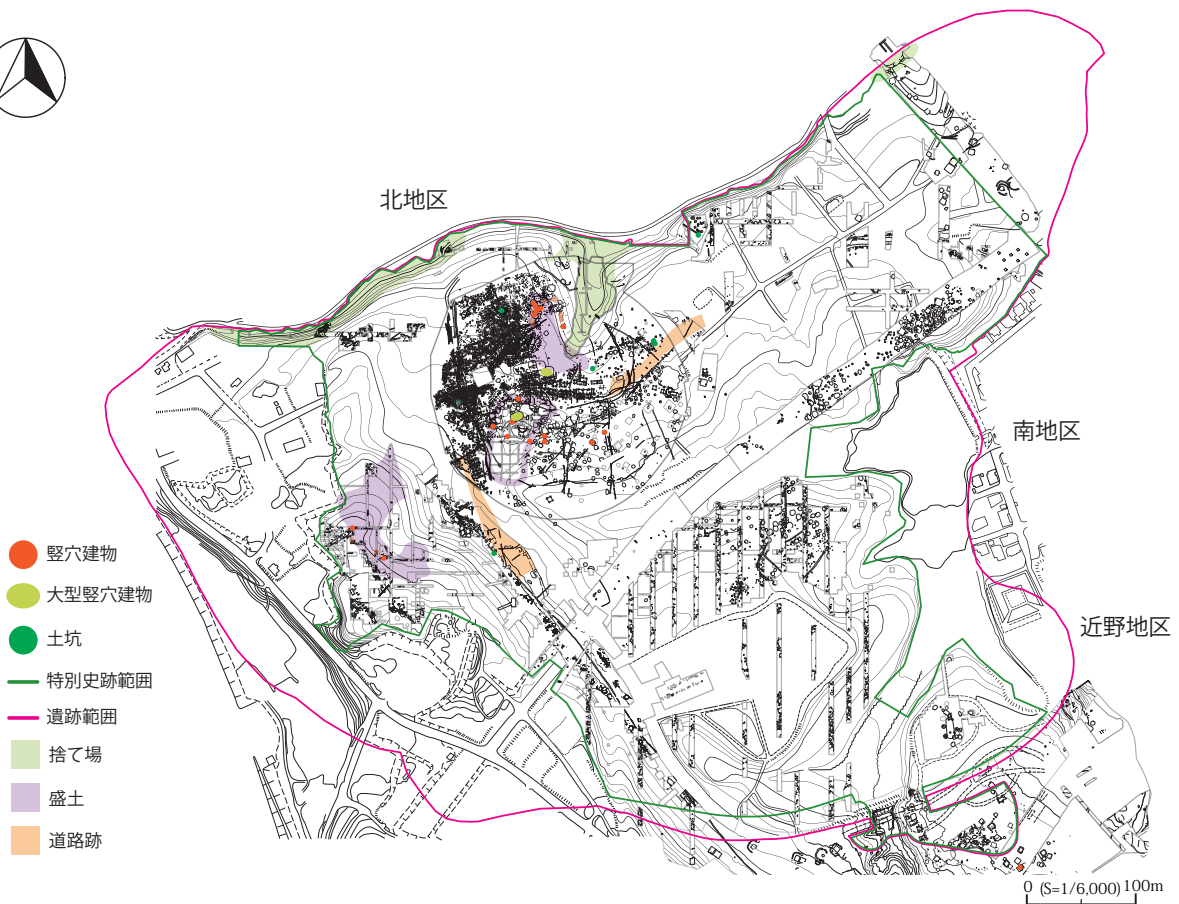 北地区
南地区
近野地区
竪穴建物
大型竪穴建物
土坑
特別史跡範囲
遺跡範囲
捨て場
盛土
道路跡
0 (S=1/6,000) 100m